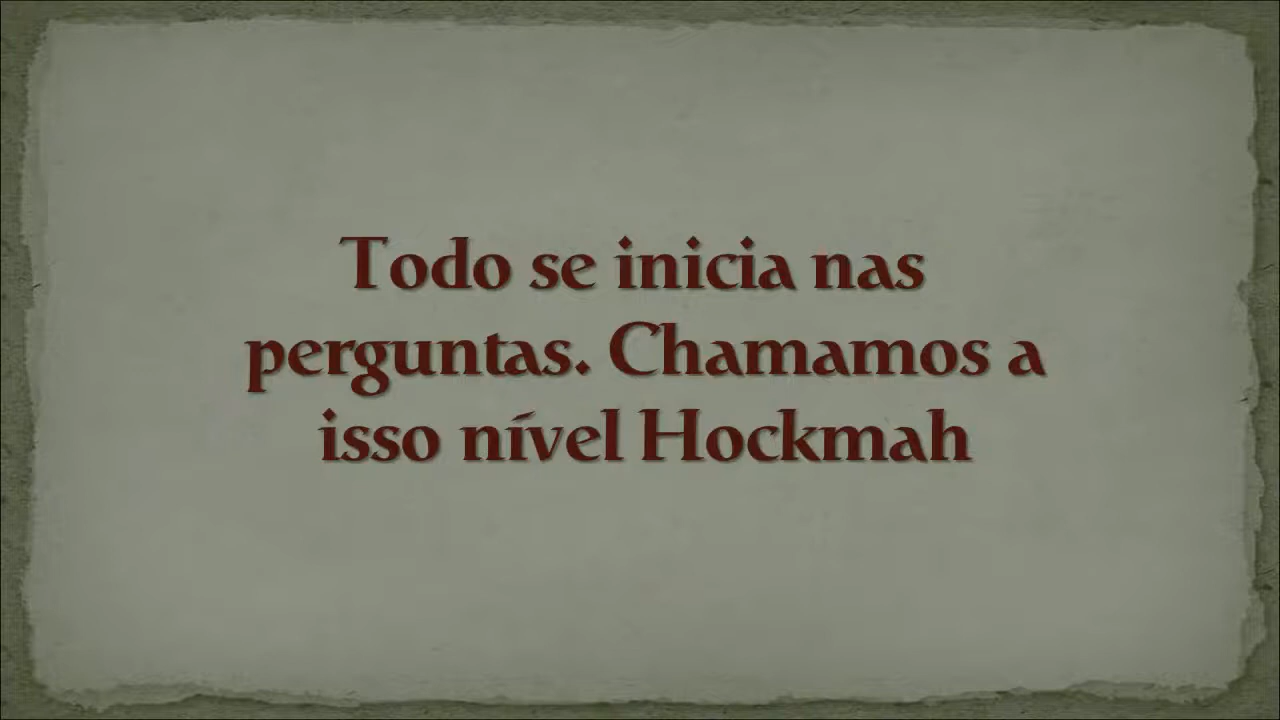 Todo se inicia nas
perguntas. Chamamos a
isso nível Hockmah